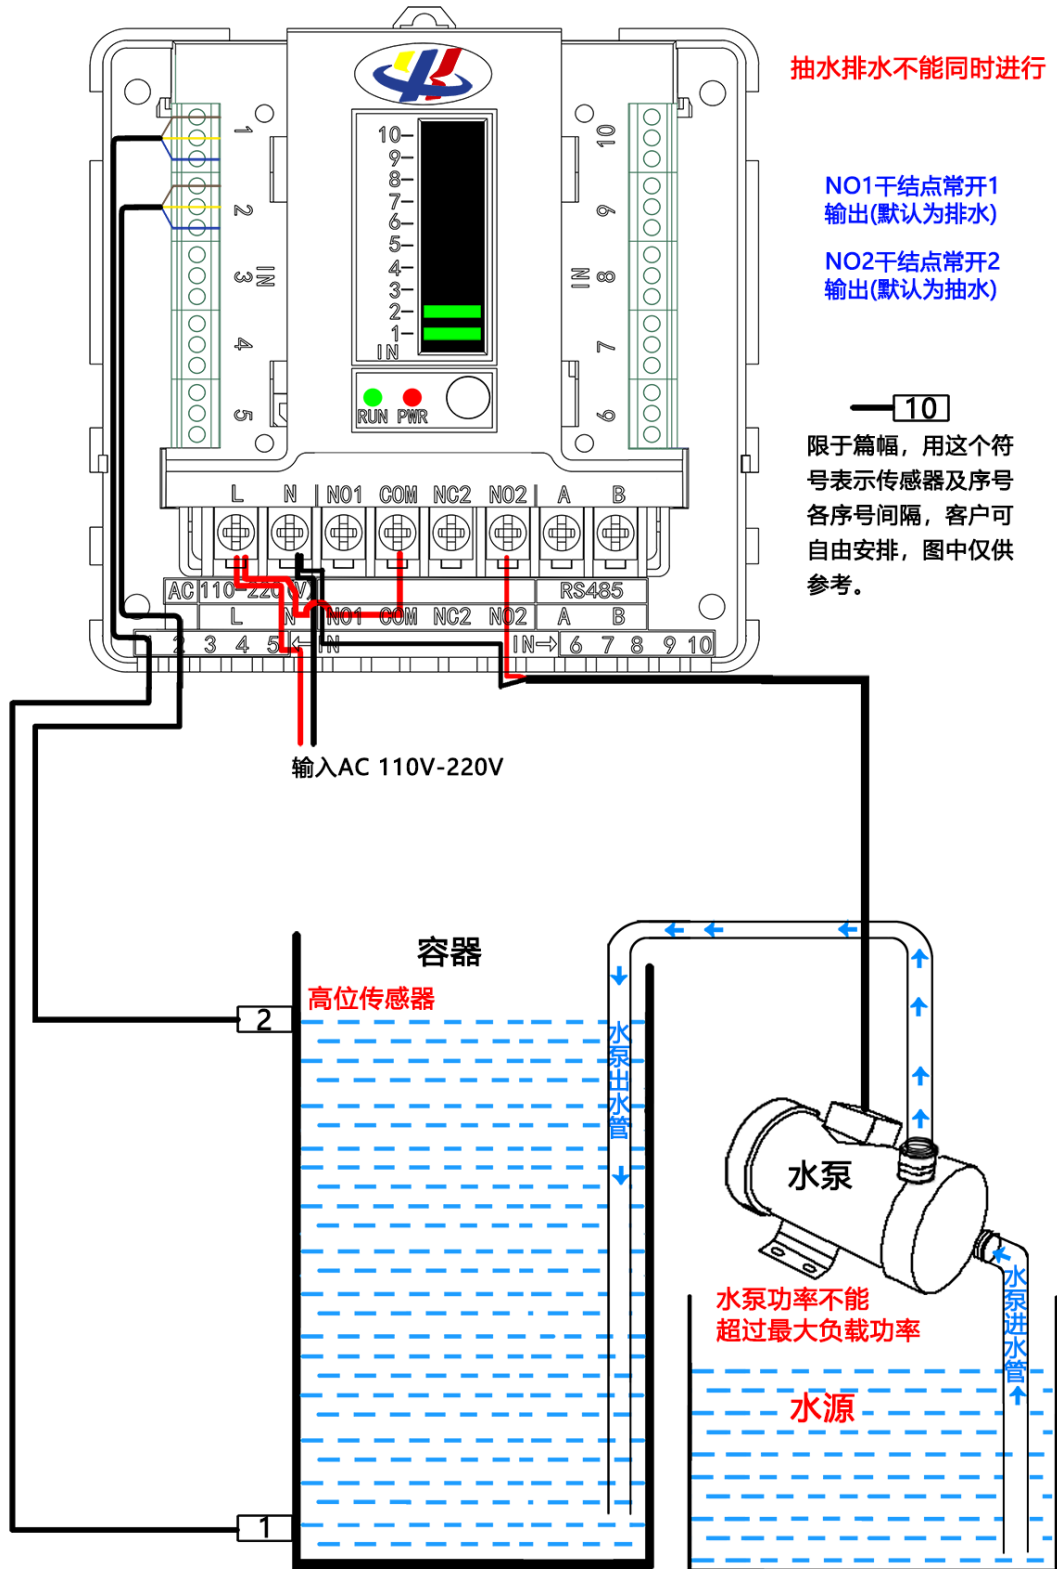 抽水排水不能同时进行
NO1干结点常开1
输出(默认为排水)
NO2干结点常开2
输出(默认为抽水)
10
限于篇幅，用这个符
号表示传感器及序号
各序号间隔，客户可
自由安排，图中仅供
参考。
1
2
3
IN
4
5
10
9
8
IN
7
6
10
9
8
7
6
5
4
3
2
1
IN
RUN PWR
L N NO1 COM NC2 NO2 A B
AC 110-220(V) RS485
L N NO1 COM NC2 NO2 A B
1 2 3 4 5 ←IN IN→ 6 7 8 9 10
输入AC 110V-220V
容器
高位传感器
2
水泵出水管
水泵
水泵功率不能
超过最大负载功率
水泵进水管
水源
1